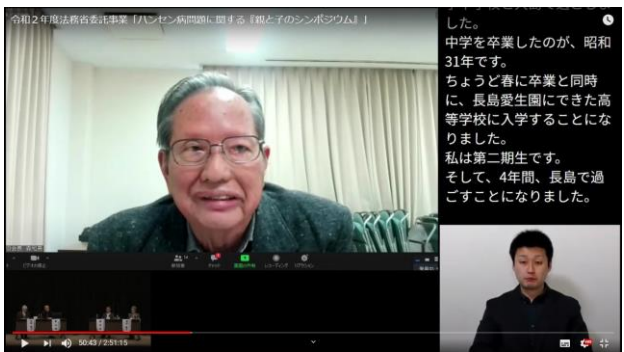 令和2年度法務省委託事業「ハンセン病問題に関する『親と子のシンポジウム』」
した。
中学を卒業したのが、昭和
31年です。
ちょうど春に卒業と同時
に、長島愛生園にできた高
等学校に入学することにな
りました。
私は第二期生です。
そして、4年間、長島で過
ごすことになりました。
50:43 / 2:51:15